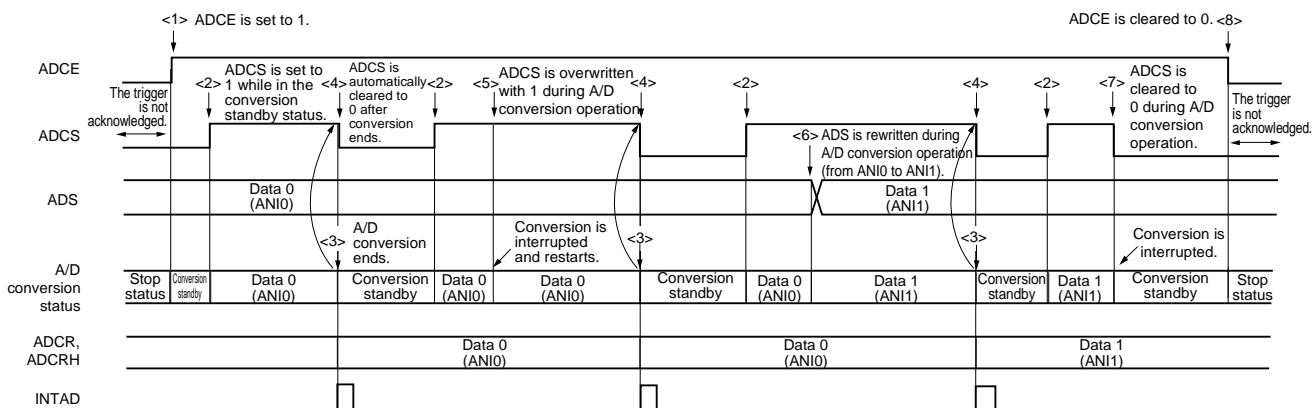 <1> ADCE is set to 1.
ADCE is cleared to 0. <8>
ADCE
The trigger
is not
acknowledged.
<2>
ADCS is set to
1 while in the
conversion
standby status.
<4>
ADCS is
automatically
cleared to
0 after
conversion
ends.
<2>
<5>
ADCS is overwritten
with 1 during A/D
conversion operation.
<4>
<2>
<4>
<2>
<7>
ADCS is
cleared to
0 during A/D
conversion
operation.
The trigger
is not
acknowledged.
ADCS
<6> ADS is rewritten during
A/D conversion operation
(from ANI0 to ANI1).
ADS
Data 0
(ANI0)
Data 1
(ANI1)
<3>
A/D
conversion
ends.
Conversion is
interrupted
and restarts.
<3>
<3>
Conversion is
interrupted.
A/D
conversion
status
Stop
status
Conversion
standby
Data 0
(ANI0)
Conversion
standby
Data 0
(ANI0)
Data 0
(ANI0)
Conversion
standby
Data 0
(ANI0)
Data 1
(ANI1)
Conversion
standby
Data 1
(ANI1)
Conversion
standby
Stop
status
ADCR,
ADCRH
Data 0
(ANI0)
Data 0
(ANI0)
Data 1
(ANI1)
INTAD